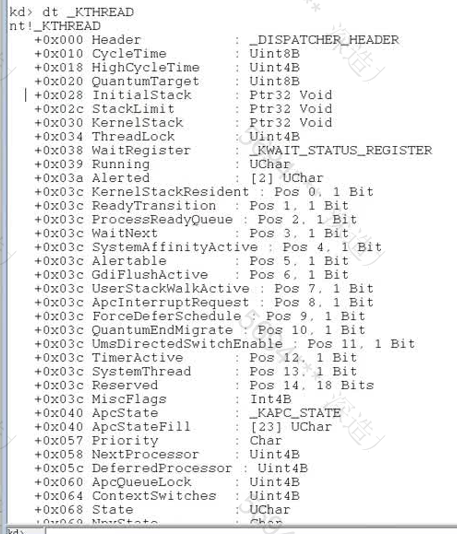 kd> dt _KTHREAD
nt!_KTHREAD
+0x000 Header : _DISPATCHER_HEADER
+0x010 CycleTime : Uint8B
+0x018 HighCycleTime : Uint4B
+0x020 QuantumTarget : Uint8B
+0x028 InitialStack : Ptr32 Void
+0x02c StackLimit : Ptr32 Void
+0x030 KernelStack : Ptr32 Void
+0x034 ThreadLock : Uint4B
+0x038 WaitRegister : _KWAIT_STATUS_REGISTER
+0x039 Running : UChar
+0x03a Alerted : [2] UChar
+0x03c KernelStackResident : Pos 0, 1 Bit
+0x03c ReadyTransition : Pos 1, 1 Bit
+0x03c ProcessReadyQueue : Pos 2, 1 Bit
+0x03c WaitNext : Pos 3, 1 Bit
+0x03c SystemAffinityActive : Pos 4, 1 Bit
+0x03c Alertable : Pos 5, 1 Bit
+0x03c GdiFlushActive : Pos 6, 1 Bit
+0x03c UserStackWalkActive : Pos 7, 1 Bit
+0x03c ApcInterruptRequest : Pos 8, 1 Bit
+0x03c ForceDeferSchedule : Pos 9, 1 Bit
+0x03c QuantumEndMigrate : Pos 10, 1 Bit
+0x03c UmsDirectedSwitchEnable : Pos 11, 1 Bit
+0x03c TimerActive : Pos 12, 1 Bit
+0x03c SystemThread : Pos 13, 1 Bit
+0x03c Reserved : Pos 14, 18 Bits
+0x03c MiscFlags : Int4B
+0x040 ApcState : _KAPC_STATE
+0x040 ApcStateFill : [23] UChar
+0x057 Priority : Char
+0x058 NextProcessor : Uint4B
+0x05c DeferredProcessor : Uint4B
+0x060 ApcQueueLock : Uint4B
+0x064 ContextSwitches : Uint4B
+0x068 State : UChar
+0x069 NpxState : Char
kd>